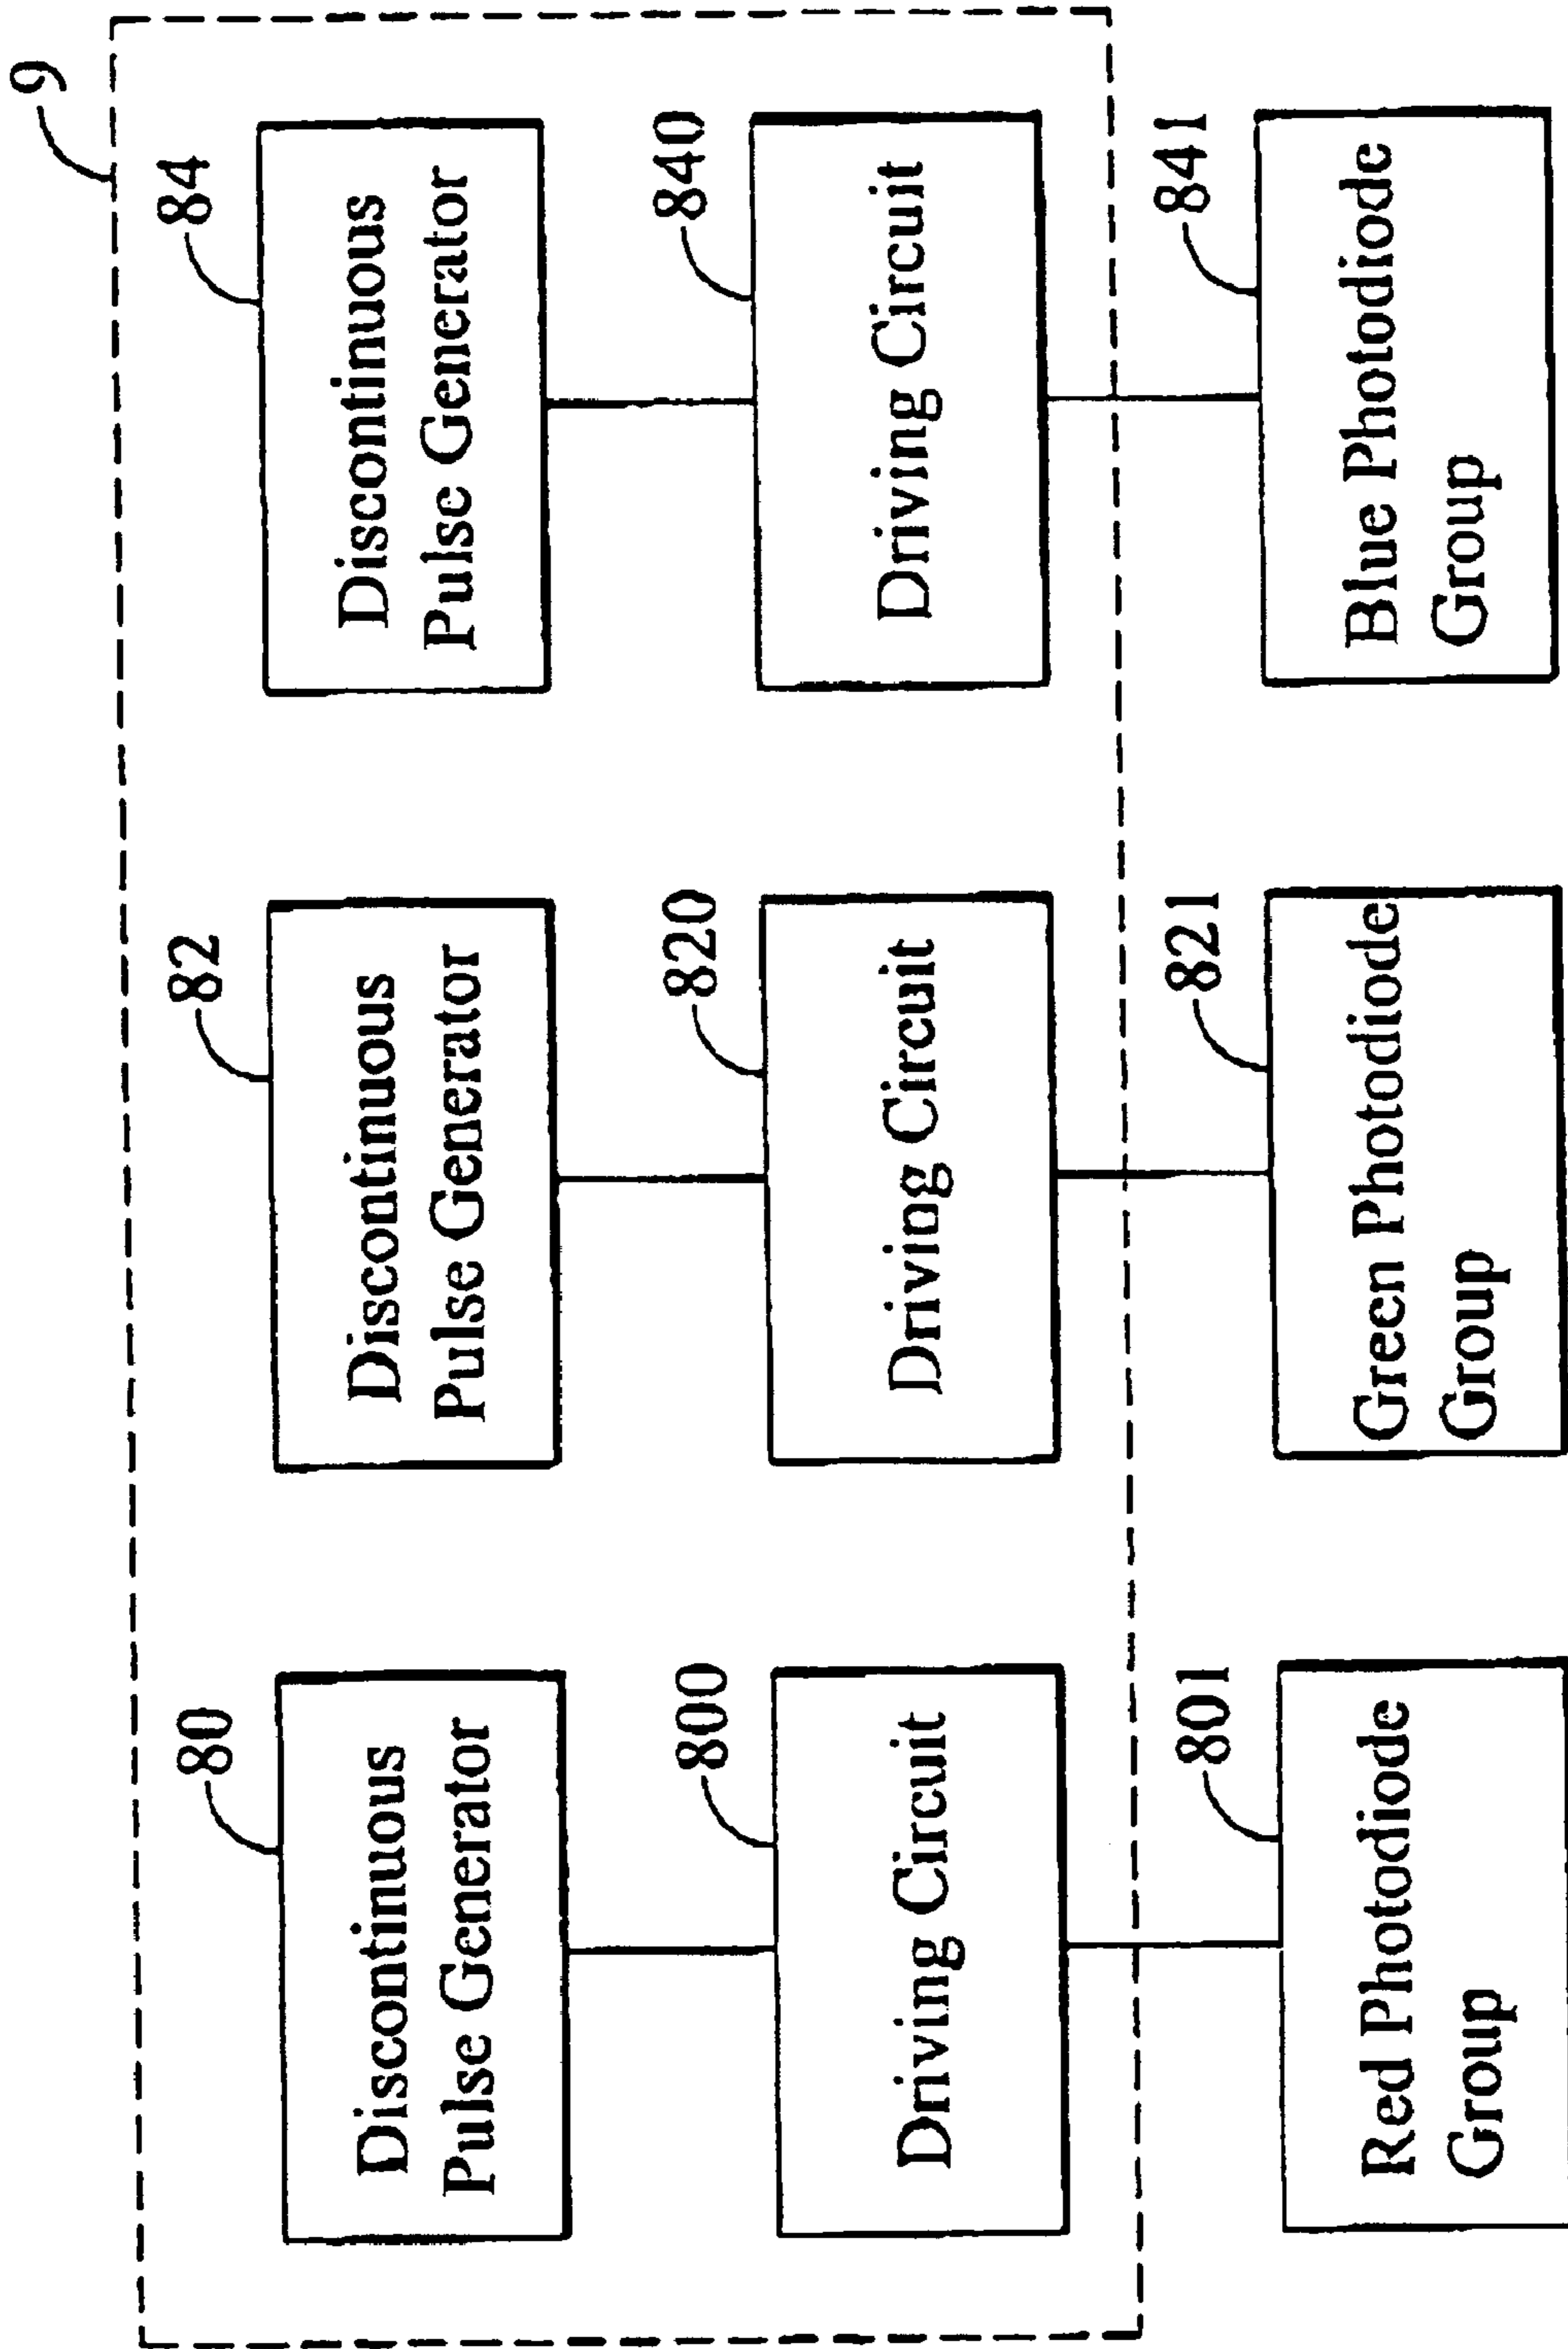 9
80
82
84
Discontinuous
Pulse Generator
Discontinuous
Pulse Generator
Discontinuous
Pulse Generator
800
820
840
Driving Circuit
Driving Circuit
Driving Circuit
801
821
841
Red Photodiode
Group
Green Photodiode
Group
Blue Photodiode
Group